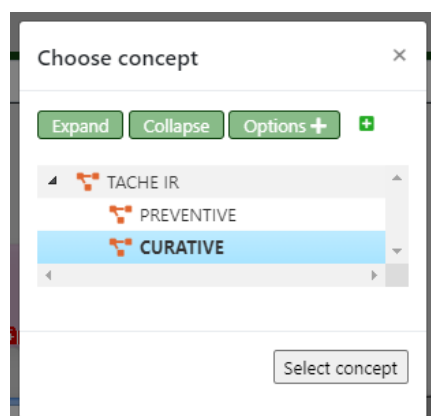 Choose concept ×
Expand Collapse Options +
TACHE IR
PREVENTIVE
CURATIVE
Select concept